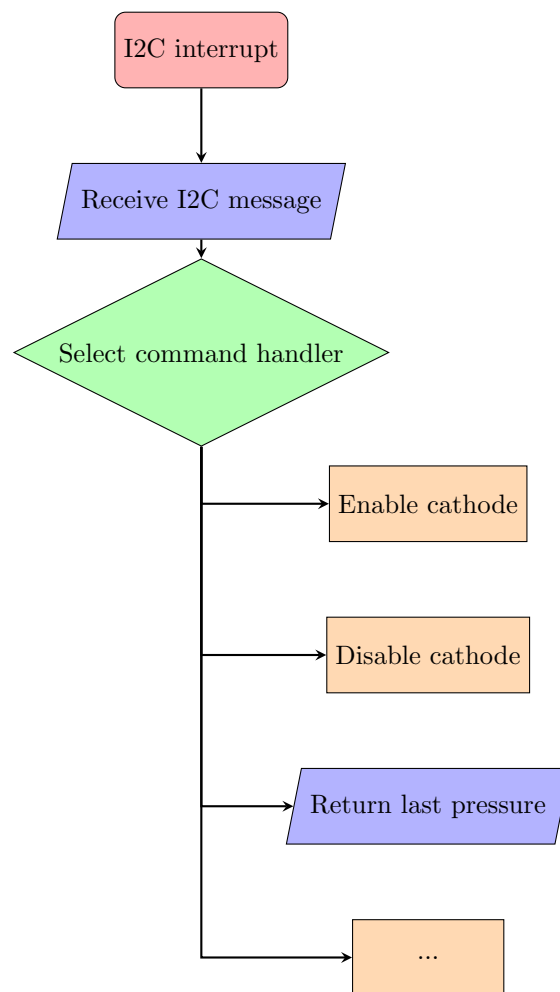 I2C interrupt
Receive I2C message
Select command handler
Enable cathode
Disable cathode
Return last pressure
...